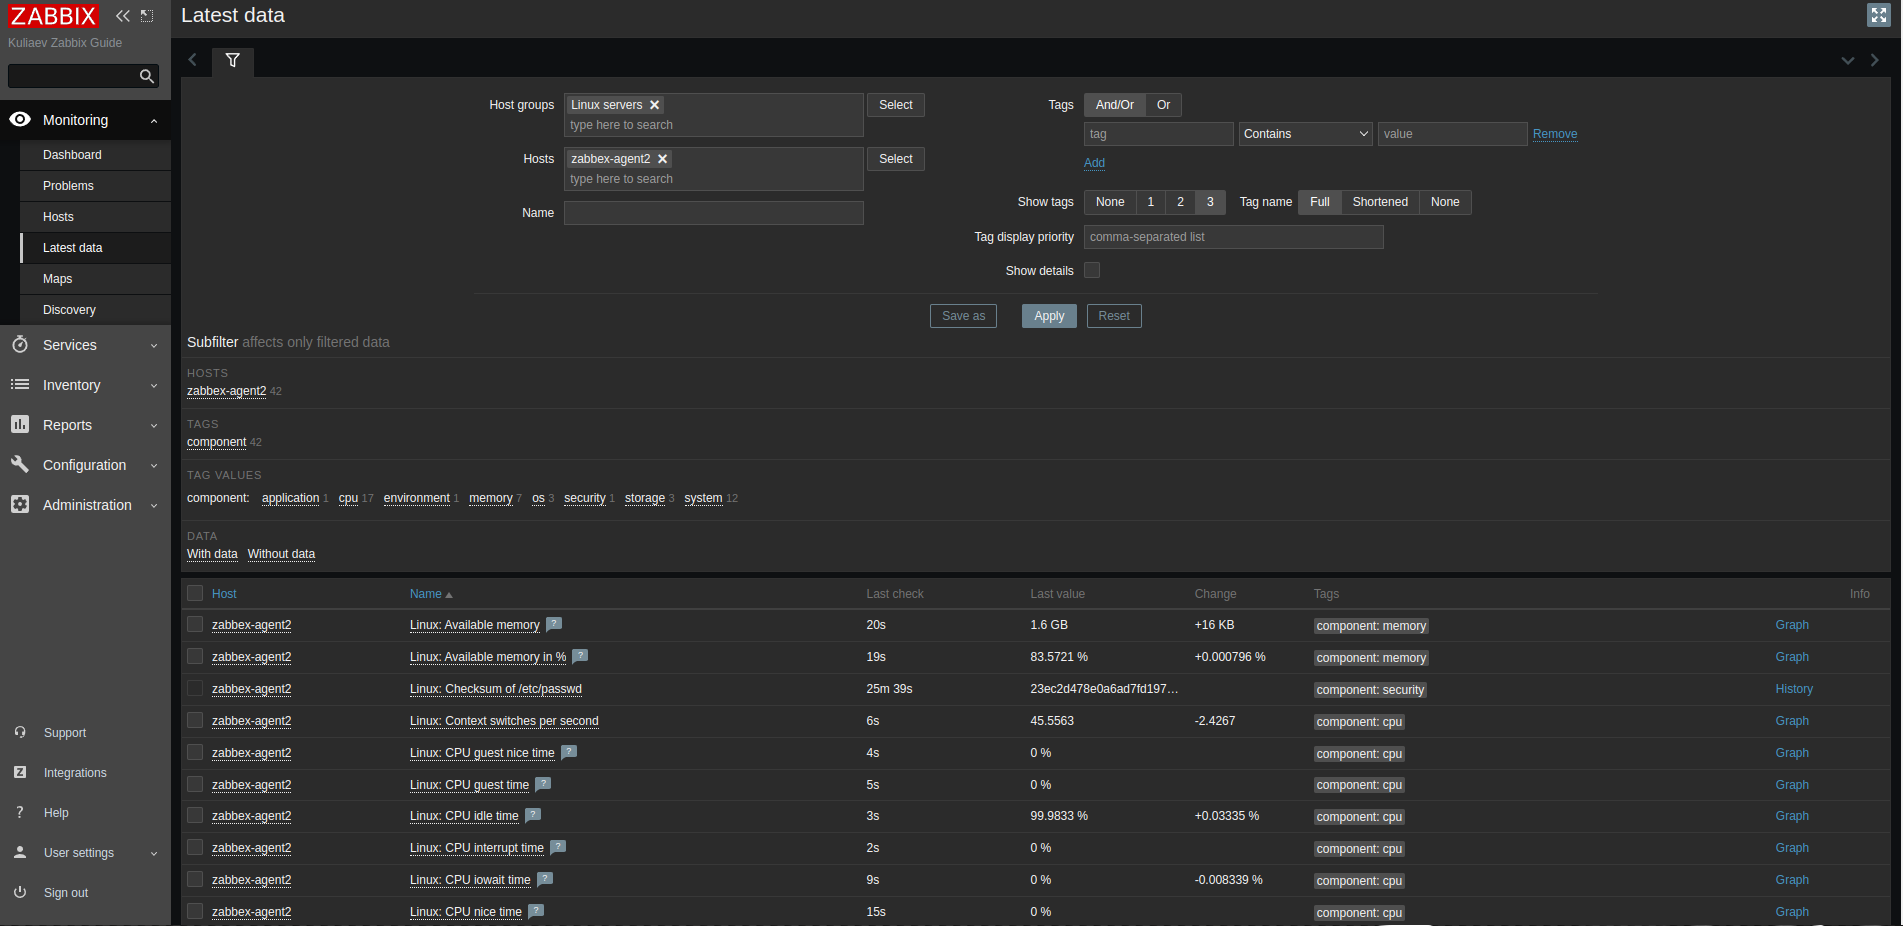 ZABBIX
Latest data
Kuliaev Zabbix Guide
Monitoring
Dashboard
Problems
Hosts
Latest data
Maps
Discovery
Services
Inventory
Reports
Configuration
Administration
Support
Integrations
Help
User settings
Sign out
Host groups
Linux servers
type here to search
Select
Hosts
zabbex-agent2
type here to search
Select
Name
Tags And/Or Or
tag Contains value Remove
Add
Show tags None 1 2 3 Tag name Full Shortened None
Tag display priority comma-separated list
Show details
Save as Apply Reset
Subfilter affects only filtered data
HOSTS
zabbex-agent2 42
TAGS
component 42
TAG VALUES
component: application 1 cpu 17 environment 1 memory 7 os 3 security 1 storage 3 system 12
DATA
With data Without data
Host Name Last check Last value Change Tags Info
zabbex-agent2 Linux: Available memory ? 20s 1.6 GB +16 KB component: memory Graph
zabbex-agent2 Linux: Available memory in % ? 19s 83.5721 % +0.000796 % component: memory Graph
zabbex-agent2 Linux: Checksum of /etc/passwd 25m 39s 23ec2d478e0a6ad7fd197… component: security History
zabbex-agent2 Linux: Context switches per second 6s 45.5563 -2.4267 component: cpu Graph
zabbex-agent2 Linux: CPU guest nice time ? 4s 0 % component: cpu Graph
zabbex-agent2 Linux: CPU guest time ? 5s 0 % component: cpu Graph
zabbex-agent2 Linux: CPU idle time ? 3s 99.9833 % +0.03335 % component: cpu Graph
zabbex-agent2 Linux: CPU interrupt time ? 2s 0 % component: cpu Graph
zabbex-agent2 Linux: CPU iowait time ? 9s 0 % -0.008339 % component: cpu Graph
zabbex-agent2 Linux: CPU nice time ? 15s 0 % component: cpu Graph